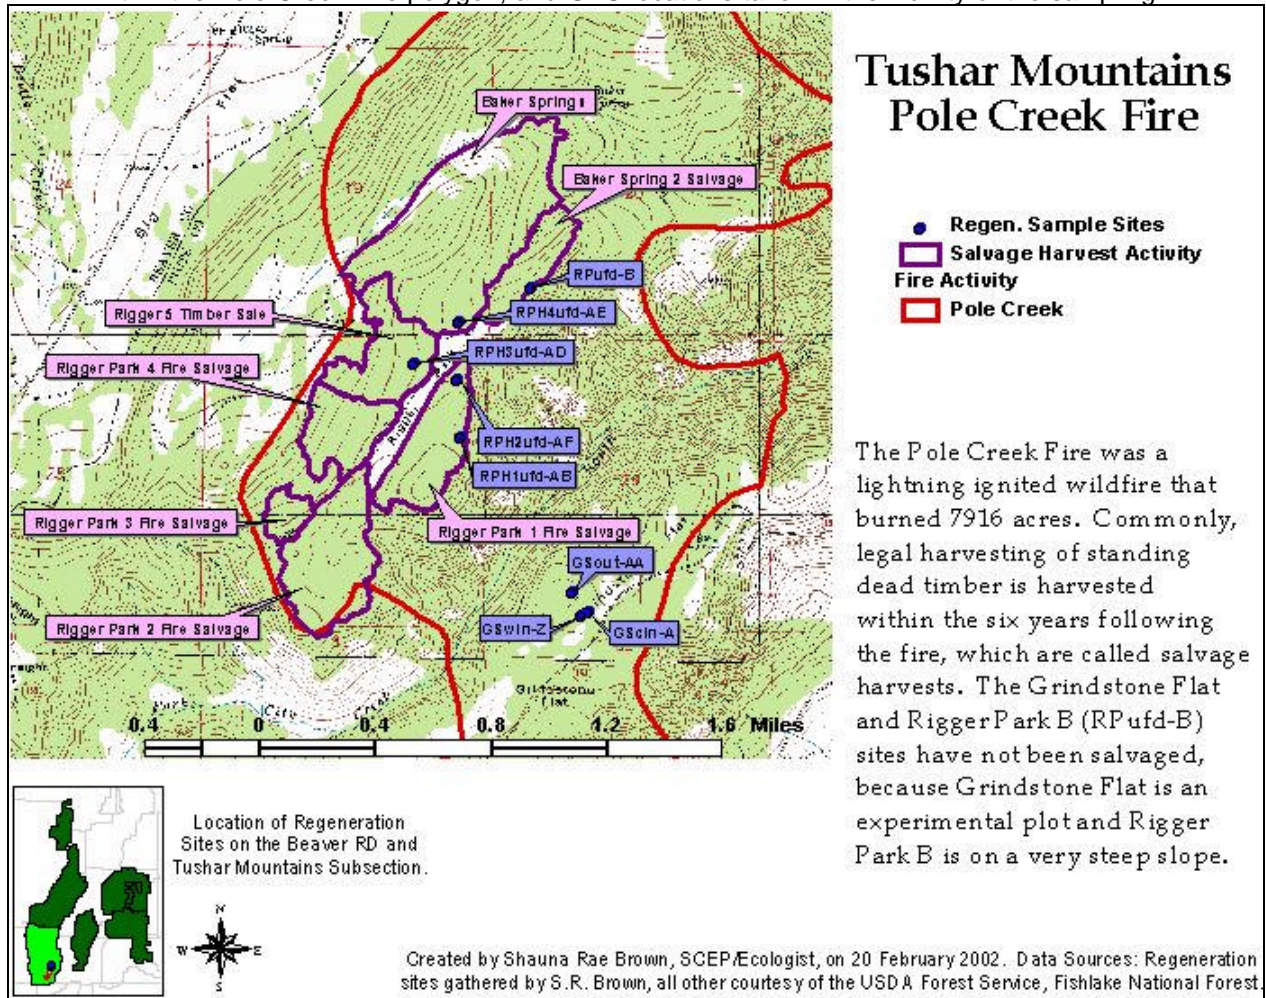 Tushar Mountains
Pole Creek Fire
Regen. Sample Sites
Salvage Harvest Activity
Fire Activity
Pole Creek
Baker Spring 1
Baker Spring 2 Salvage
RPufd-B
RPH4ufd-AE
Rigger 5 Timber Sale
RPH3ufd-AD
Rigger Park 4 Fire Salvage
RPH2ufd-AF
RPH1ufd-AB
Rigger Park 3 Fire Salvage
Rigger Park 1 Fire Salvage
GSout-AA
Rigger Park 2 Fire Salvage
GSwin-Z
GScin-A
Grindstone
Flat
0.4 0 0.4 0.8 1.2 1.6 Miles
The Pole Creek Fire was a
lightning ignited wildfire that
burned 7916 acres. Commonly,
legal harvesting of standing
dead timber is harvested
within the six years following
the fire, which are called salvage
harvests. The Grindstone Flat
and Rigger Park B (RPufd-B)
sites have not been salvaged,
because Grindstone Flat is an
experimental plot and Rigger
Park B is on a very steep slope.
Location of Regeneration
Sites on the Beaver RD and
Tushar Mountains Subsection.
N
W E
S
Created by Shauna Rae Brown, SCEP/Ecologist, on 20 February 2002. Data Sources: Regeneration
sites gathered by S.R. Brown, all other courtesy of the USDA Forest Service, Fishlake National Forest.